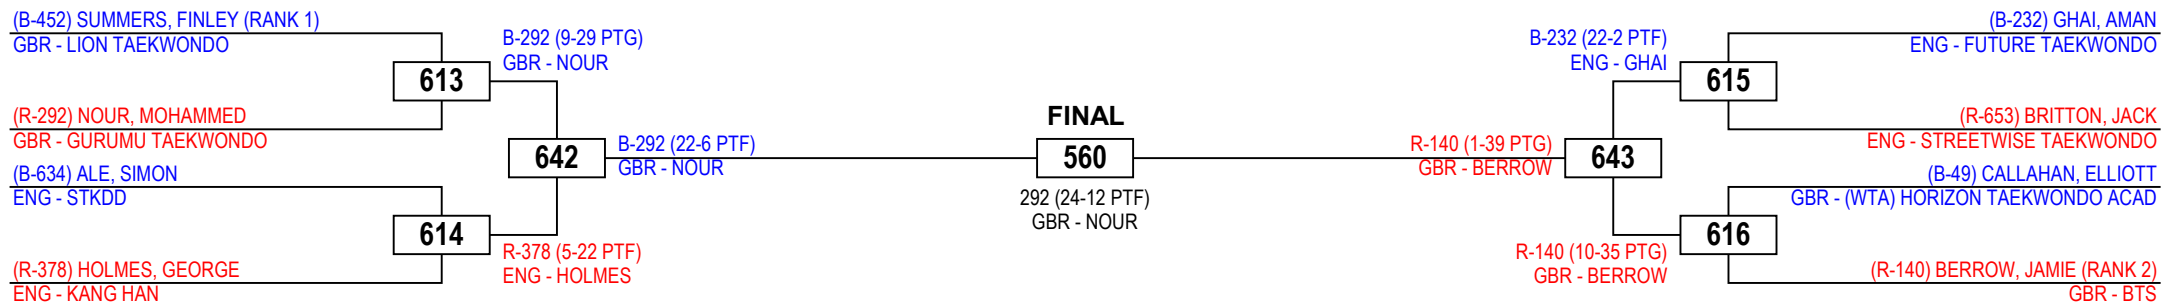 (B-452) SUMMERS, FINLEY (RANK 1)
GBR - LION TAEKWONDO
B-292 (9-29 PTG)
GBR - NOUR
613
(R-292) NOUR, MOHAMMED
GBR - GURUMU TAEKWONDO
642
B-292 (22-6 PTF)
GBR - NOUR
(B-634) ALE, SIMON
ENG - STKDD
614
R-378 (5-22 PTF)
ENG - HOLMES
(R-378) HOLMES, GEORGE
ENG - KANG HAN
FINAL
560
292 (24-12 PTF)
GBR - NOUR
(B-232) GHAI, AMAN
ENG - FUTURE TAEKWONDO
B-232 (22-2 PTF)
ENG - GHAI
615
(R-653) BRITTON, JACK
ENG - STREETWISE TAEKWONDO
R-140 (1-39 PTG)
GBR - BERROW
643
(B-49) CALLAHAN, ELLIOTT
GBR - (WTA) HORIZON TAEKWONDO ACAD
616
R-140 (10-35 PTG)
GBR - BERROW
(R-140) BERROW, JAMIE (RANK 2)
GBR - BTS